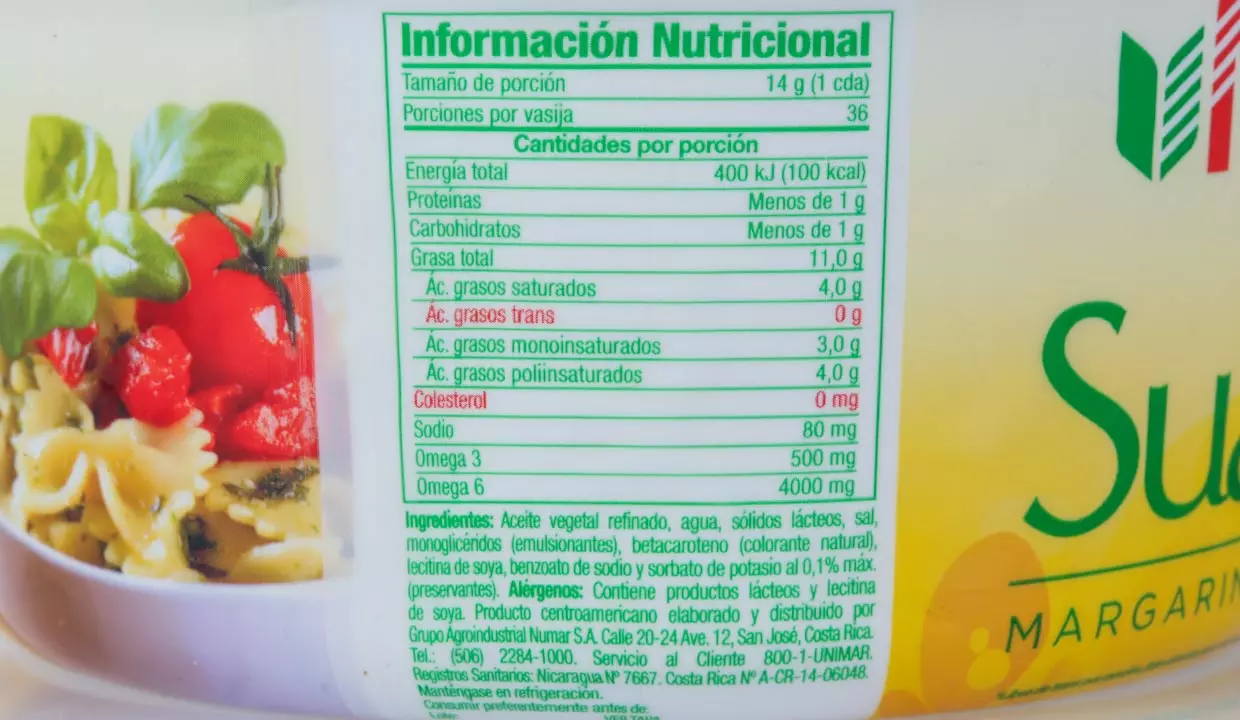 Información Nutricional
Tamaño de porción 14 g (1 cda)
Porciones por vasija 36
Cantidades por porción
Energía total 400 kJ (100 kcal)
Proteínas Menos de 1 g
Carbohidratos Menos de 1 g
Grasa total 11,0 g
Ác. grasos saturados 4,0 g
Ác. grasos trans 0 g
Ác. grasos monoinsaturados 3,0 g
Ác. grasos poliinsaturados 4,0 g
Colesterol 0 mg
Sodio 80 mg
Omega 3 500 mg
Omega 6 4000 mg
Ingredientes: Aceite vegetal refinado, agua, sólidos lácteos, sal,
monoglicéridos (emulsionantes), betacaroteno (colorante natural),
lecitina de soya, benzoato de sodio y sorbato de potasio al 0,1% máx.
(preservantes). Alérgenos: Contiene productos lácteos y lecitina
de soya. Producto centroamericano elaborado y distribuido por
Grupo Agroindustrial Numar S.A. Calle 20-24 Ave. 12, San José, Costa Rica.
Tel.: (506) 2284-1000. Servicio al Cliente 800-1-UNIMAR.
Registros Sanitarios: Nicaragua Nº 7667. Costa Rica Nº A-CR-14-06048.
Manténgase en refrigeración.
Consumir preferentemente antes de:
Lote: VER TAPA
Su
MARGARIN